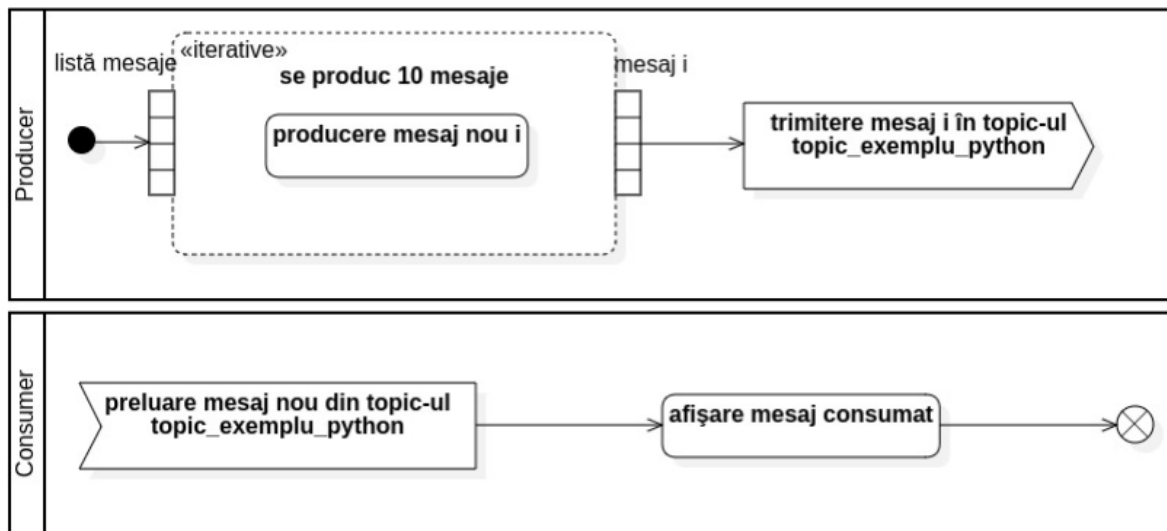 Producer
listă mesaje
«iterative»
se produc 10 mesaje
producere mesaj nou i
mesaj i
trimitere mesaj i în topic-ul
topic_exemplu_python
Consumer
preluare mesaj nou din topic-ul
topic_exemplu_python
afişare mesaj consumat